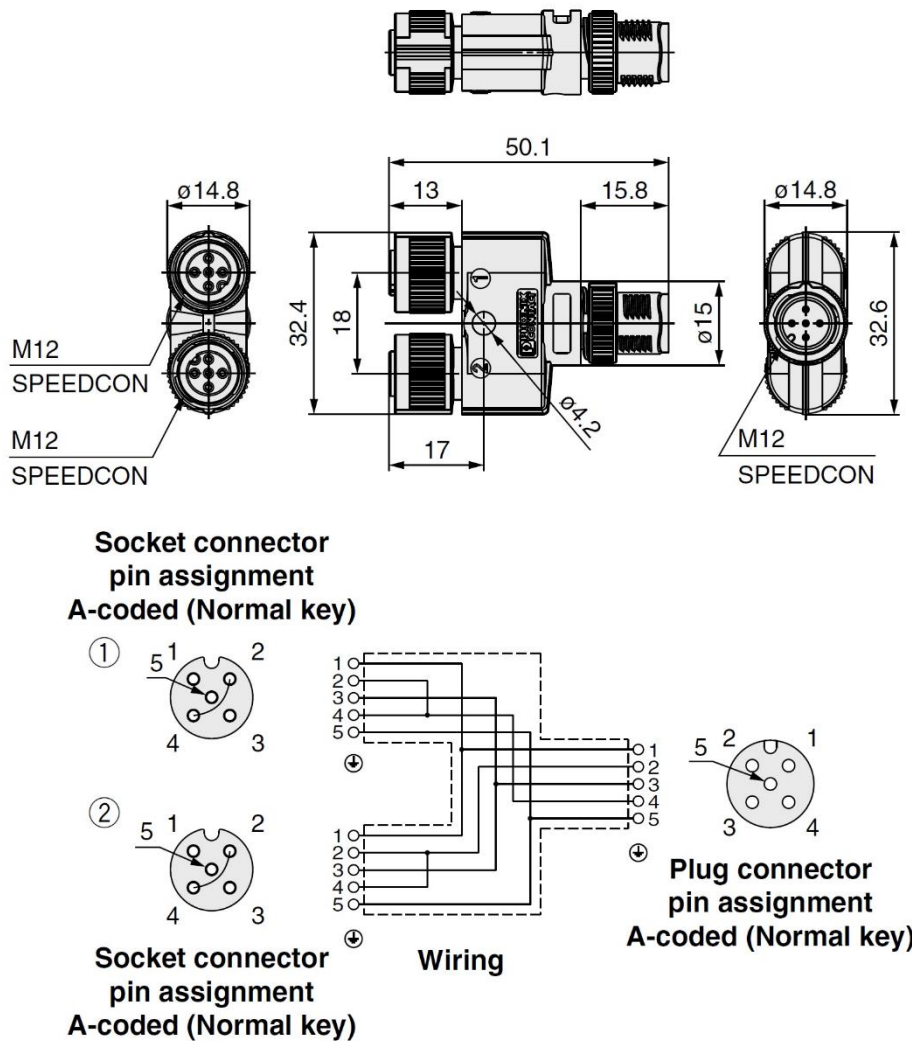 50.1
ø14.8
13
15.8
ø14.8
32.4
18
1
2
ø15
32.6
M12
SPEEDCON
M12
SPEEDCON
ø4.2
17
M12
SPEEDCON
Socket connector
pin assignment
A-coded (Normal key)
①
1 2
5
4 3
1
2
3
4
5
1
2
3
4
5
2 1
5
3 4
②
1 2
5
4 3
1
2
3
4
5
Plug connector
pin assignment
A-coded (Normal key)
Wiring
Socket connector
pin assignment
A-coded (Normal key)